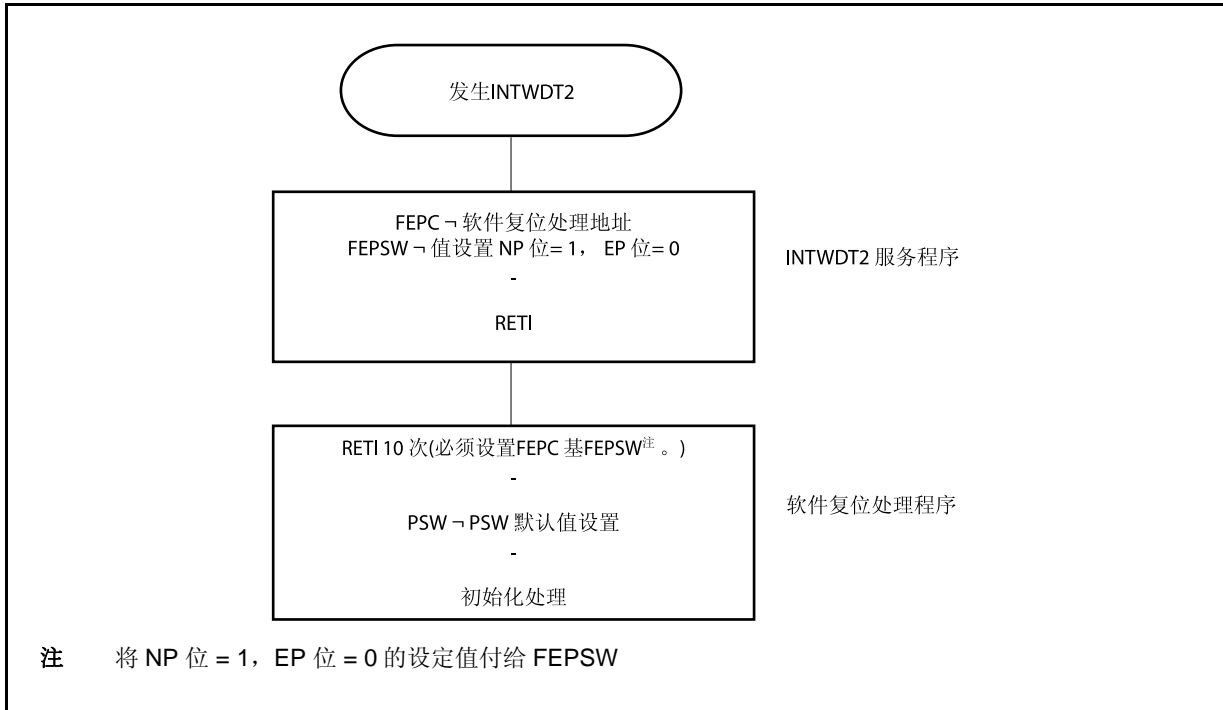 发生INTWDT2
FEPC ¬ 软件复位处理地址
FEPSW ¬ 值设置 NP 位= 1， EP 位= 0
-
RETI
INTWDT2 服务程序
RETI 10 次(必须设置FEPC 基FEPSW注 。)
-
PSW ¬ PSW 默认值设置
-
初始化处理
软件复位处理程序
注 将 NP 位 = 1，EP 位 = 0 的设定值付给 FEPSW